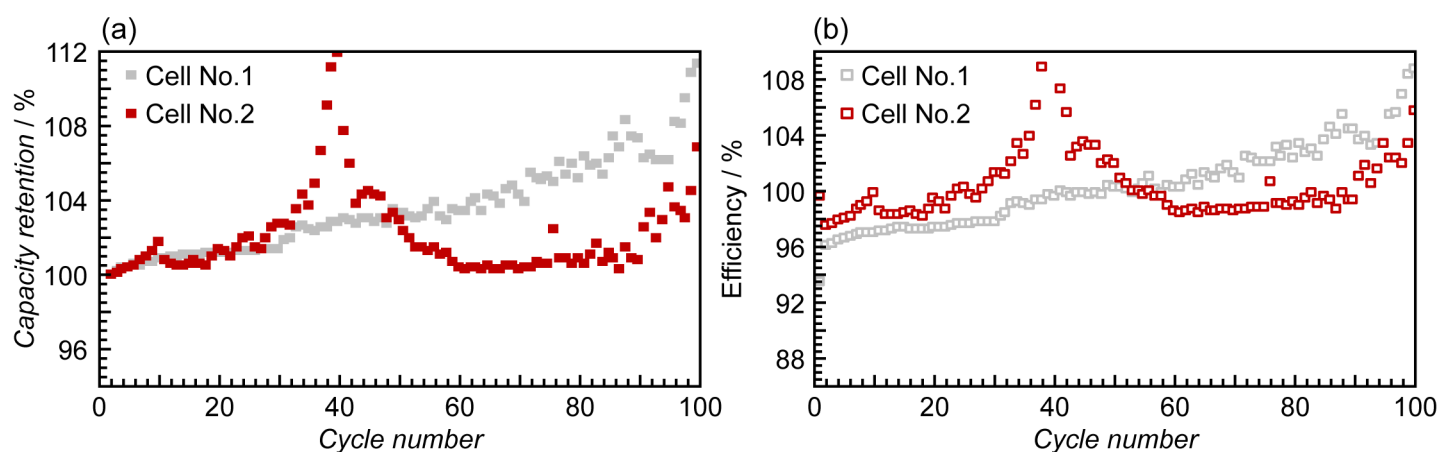 (a)
112
108
104
100
96
Capacity retention / %
Cell No.1
Cell No.2
0 20 40 60 80 100
Cycle number
(b)
108
104
100
96
92
88
Efficiency / %
Cell No.1
Cell No.2
0 20 40 60 80 100
Cycle number